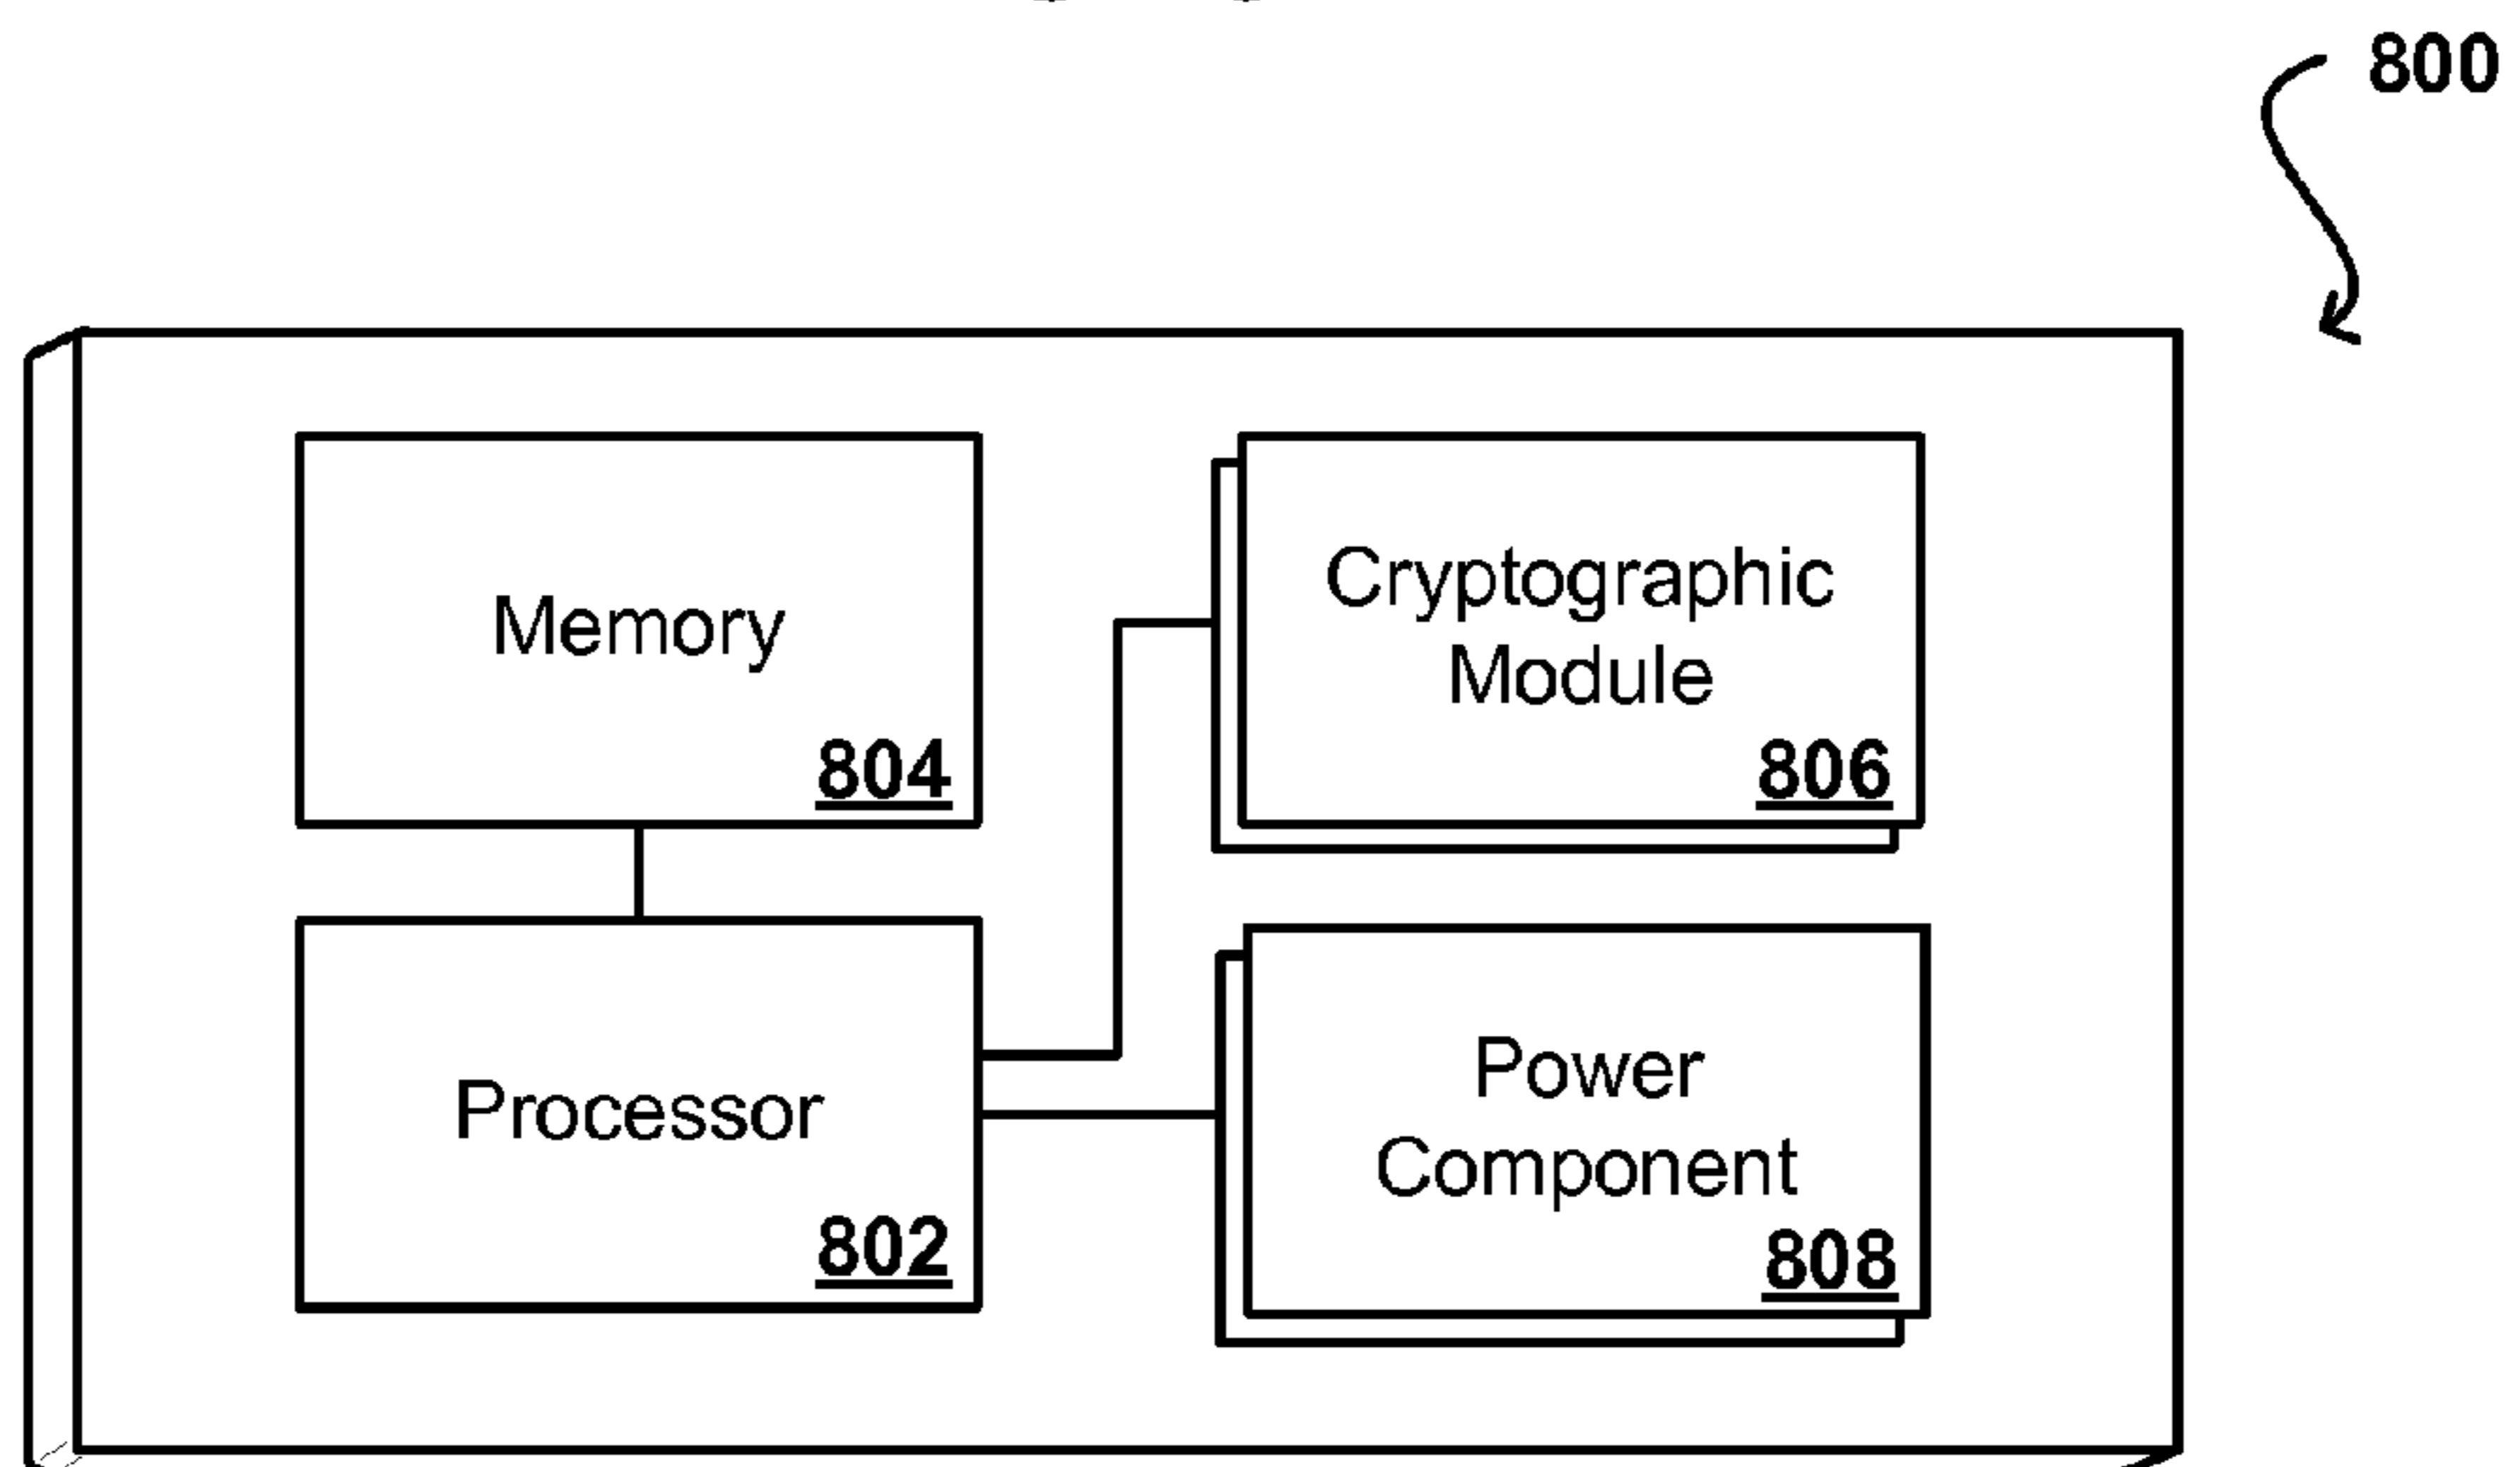 800
Memory
804
Cryptographic
Module
806
Processor
802
Power
Component
808